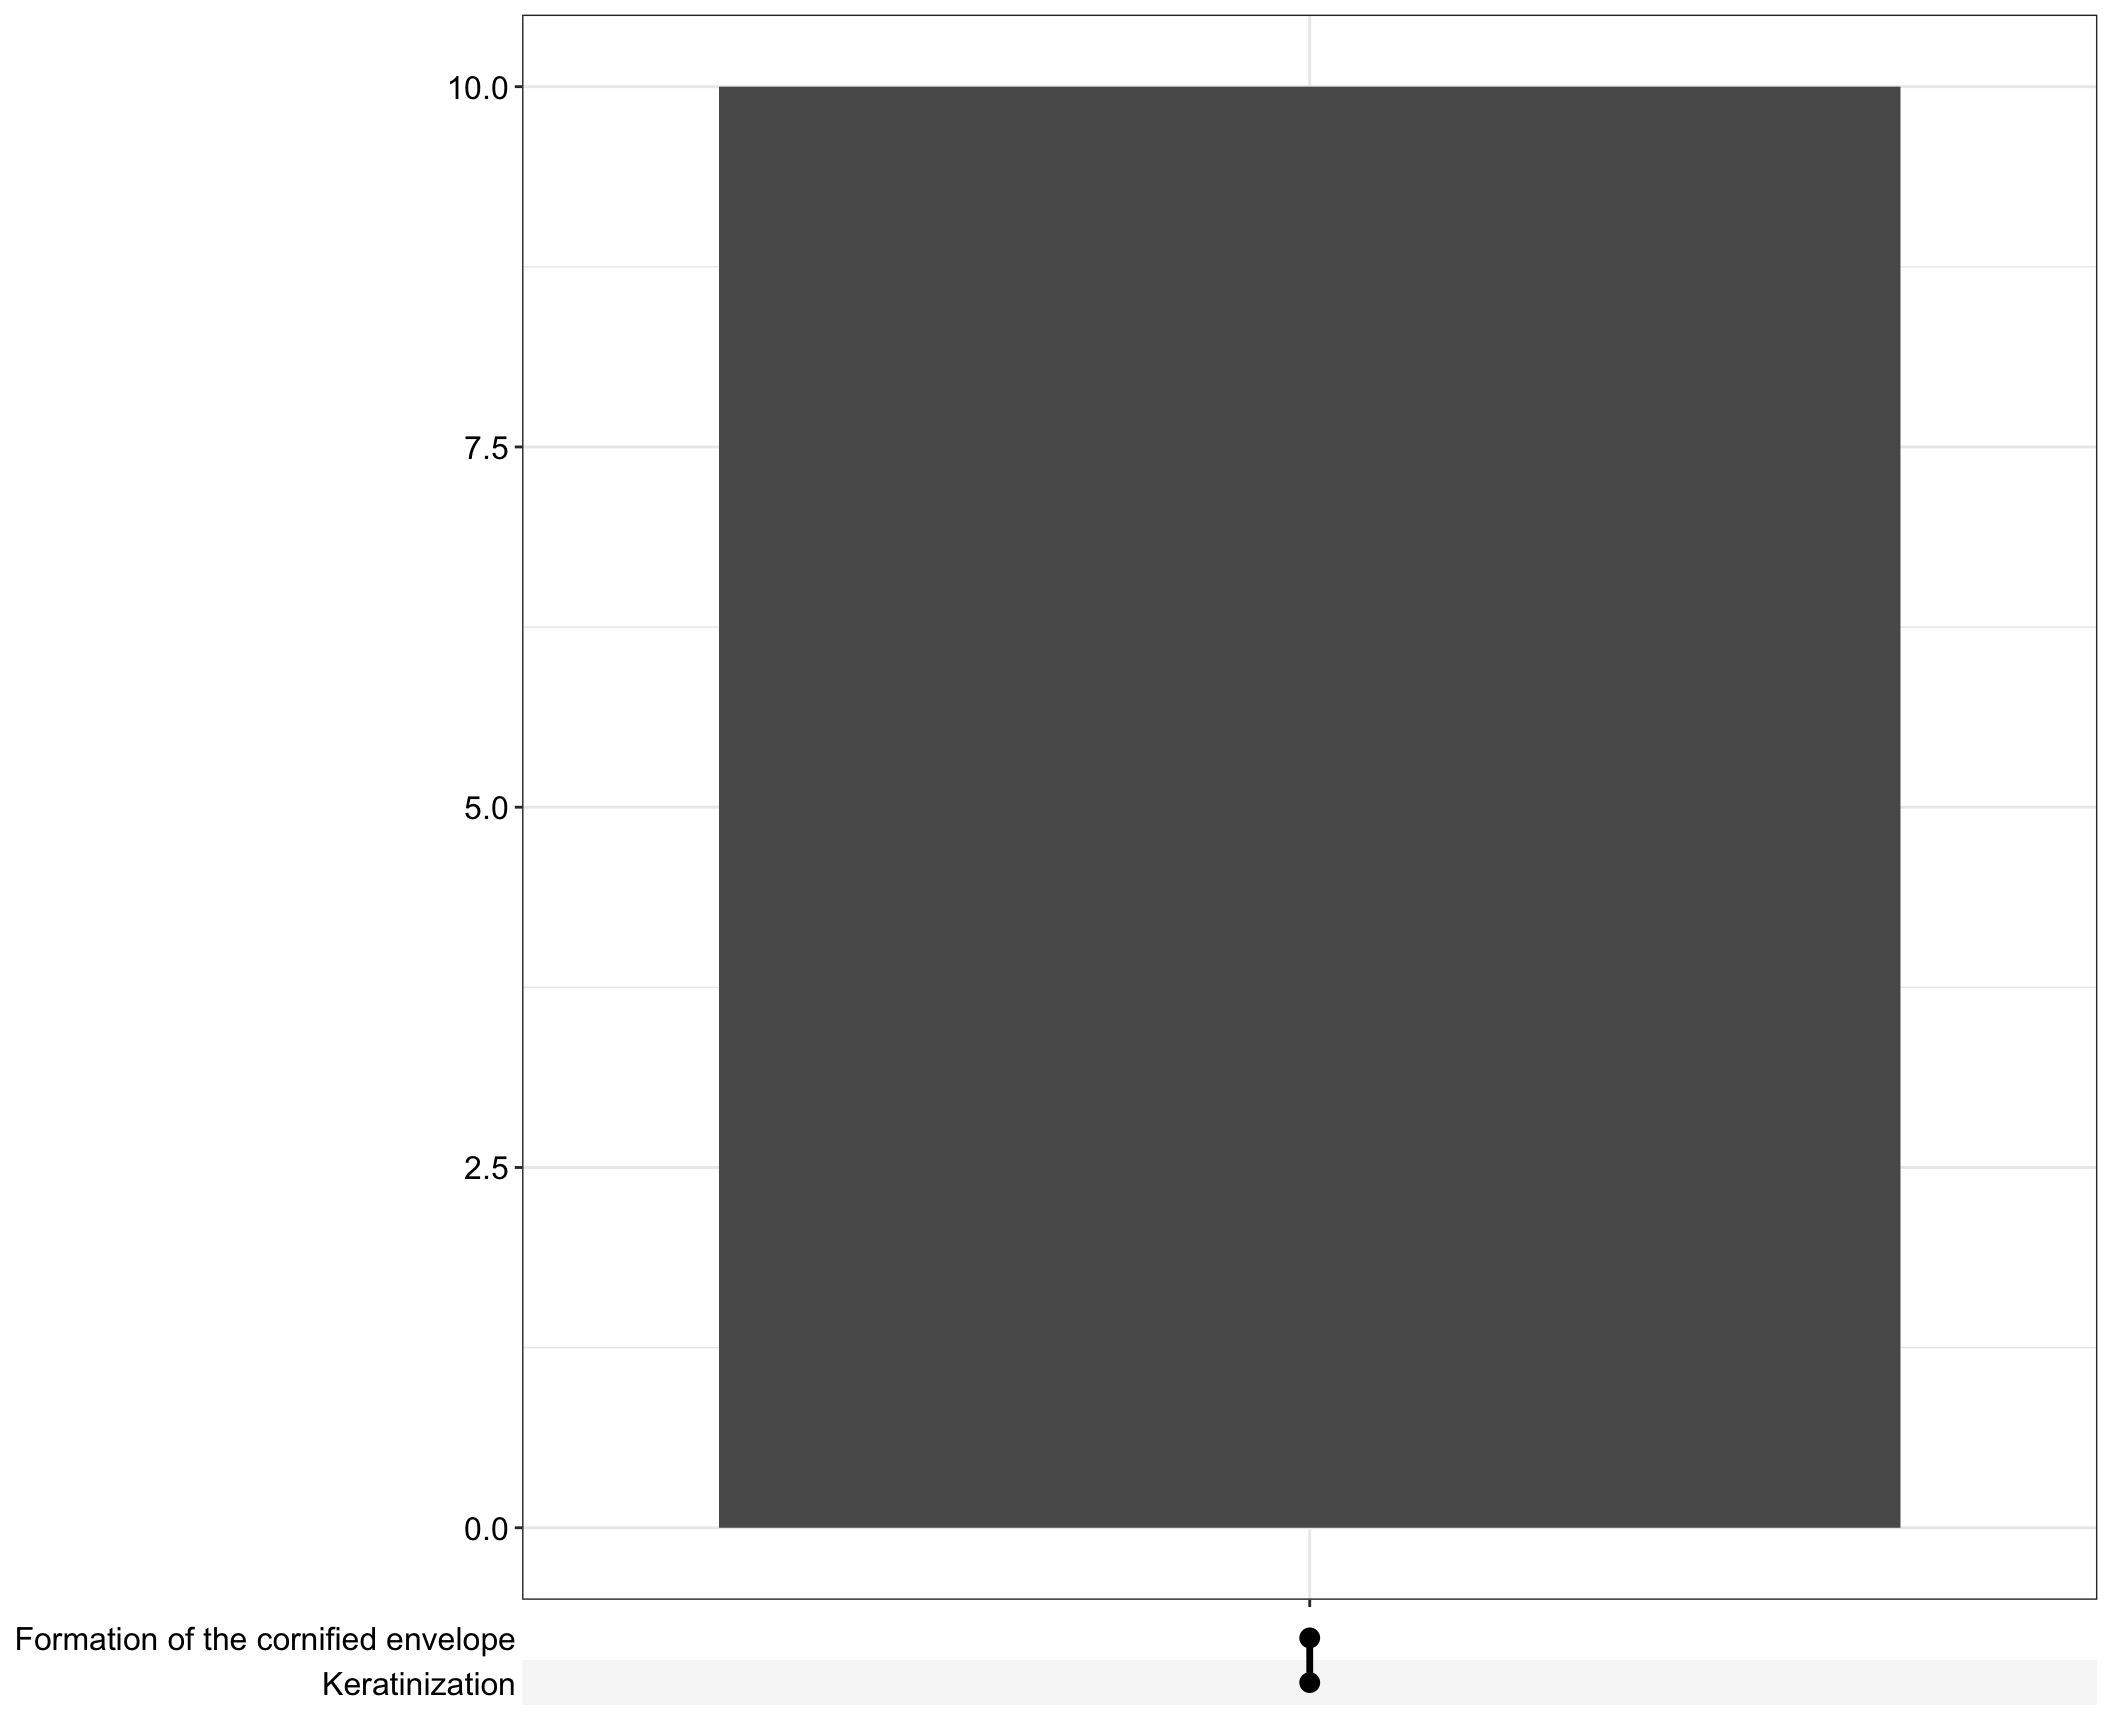 10.0
7.5
5.0
2.5
0.0
Formation of the cornified envelope
Keratinization